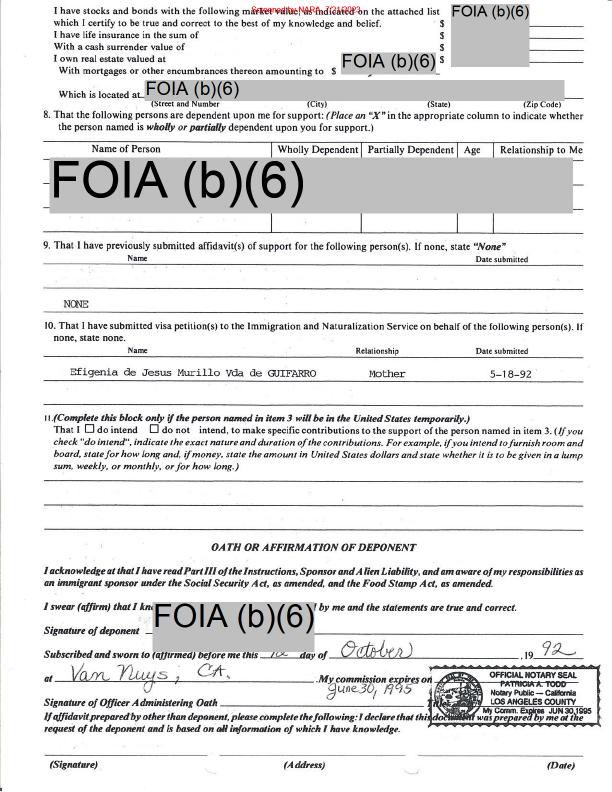 I have stocks and bonds with the following market value, as indicated on the attached list
which I certify to be true and correct to the best of my knowledge and belief. $ FOIA (b)(6)
I have life insurance in the sum of $
With a cash surrender value of $
I own real estate valued at $
With mortgages or other encumbrances thereon amounting to $ FOIA (b)(6)
Which is located at FOIA (b)(6)
(Street and Number) (City) (State) (Zip Code)
8. That the following persons are dependent upon me for support: (Place an "X" in the appropriate column to indicate whether
the person named is wholly or partially dependent upon you for support.)
Name of Person Wholly Dependent Partially Dependent Age Relationship to Me
FOIA (b)(6)
9. That I have previously submitted affidavit(s) of support for the following person(s). If none, state "None"
Name Date submitted
NONE
10. That I have submitted visa petition(s) to the Immigration and Naturalization Service on behalf of the following person(s). If
none, state none.
Name Relationship Date submitted
Efigenia de Jesus Murillo Vda de GUIFARRO Mother 5-18-92
11.(Complete this block only if the person named in item 3 will be in the United States temporarily.)
That I ☐ do intend ☐ do not intend, to make specific contributions to the support of the person named in item 3. (If you
check "do intend", indicate the exact nature and duration of the contributions. For example, if you intend to furnish room and
board, state for how long and, if money, state the amount in United States dollars and state whether it is to be given in a lump
sum, weekly, or monthly, or for how long.)
OATH OR AFFIRMATION OF DEPONENT
I acknowledge at that I have read Part III of the Instructions, Sponsor and Alien Liability, and am aware of my responsibilities as
an immigrant sponsor under the Social Security Act, as amended, and the Food Stamp Act, as amended.
I swear (affirm) that I FOIA (b)(6) by me and the statements are true and correct.
Signature of deponent
Subscribed and sworn to (affirmed) before me this day of October ,19 92
at Van Nuys, CA. My commission expires on
June 30, 1995
OFFICIAL NOTARY SEAL
PATRICIA A. TODD
Notary Public — California
LOS ANGELES COUNTY
My Comm. Expires JUN 30,1995
Signature of Officer Administering Oath
If affidavit prepared by other than deponent, please complete the following: I declare that this document was prepared by me at the
request of the deponent and is based on all information of which I have knowledge.
(Signature) (Address) (Date)